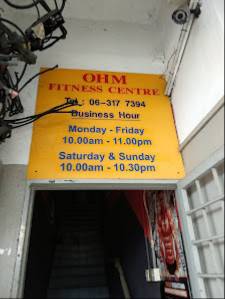 OHM
FITNESS CENTRE
Tel : 06-317 7394
Business Hour
Monday - Friday
10.00am - 11.00pm
Saturday & Sunday
10.00am - 10.30pm